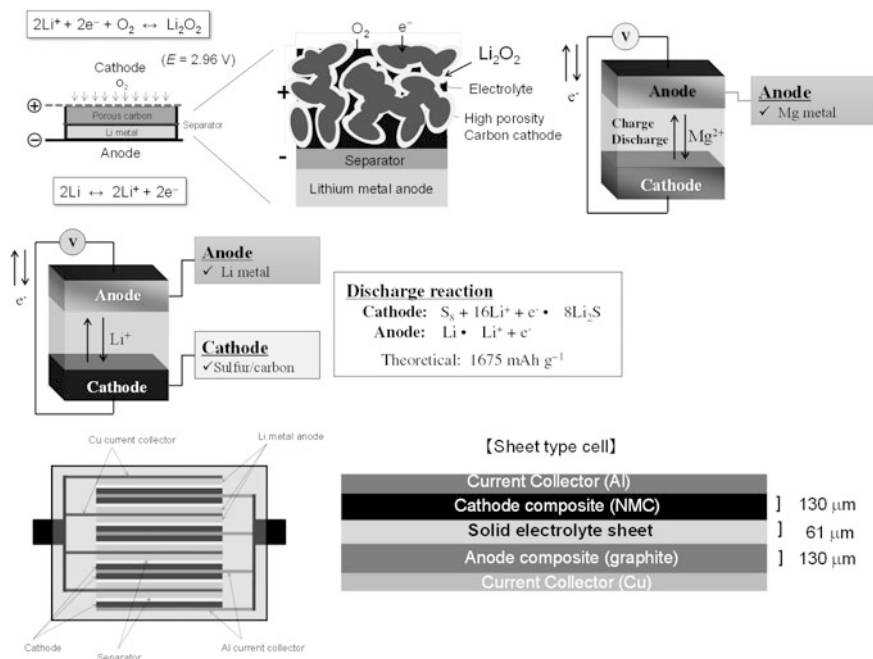 2Li⁺ + 2e⁻ + O₂ ↔ Li₂O₂
(E = 2.96 V)
Cathode
O₂
⊕
Porous carbon
Li metal
Separator
⊖
Anode
2Li ↔ 2Li⁺ + 2e⁻
O₂
e⁻
Li₂O₂
Electrolyte
High porosity
Carbon cathode
+
-
Separator
Lithium metal anode
V
e-
Anode
Charge
Discharge
Mg²⁺
Cathode
Anode
✓ Mg metal
V
e-
Anode
Li⁺
Cathode
Anode
✓ Li metal
Cathode
✓Sulfur/carbon
Discharge reaction
Cathode: S₈ + 16Li⁺ + e- • 8Li₂S
Anode: Li • Li⁺ + e-
Theoretical: 1675 mAh g⁻¹
Cu current collector
Li metal anode
Cathode
Separator
Al current collector
【Sheet type cell】
Current Collector (Al)
Cathode composite (NMC) ] 130 μm
Solid electrolyte sheet ] 61 μm
Anode composite (graphite) ] 130 μm
Current Collector (Cu)